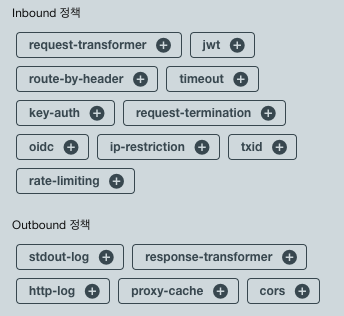 Inbound 정책
request-transformer jwt
route-by-header timeout
key-auth request-termination
oidc ip-restriction txid
rate-limiting
Outbound 정책
stdout-log response-transformer
http-log proxy-cache cors